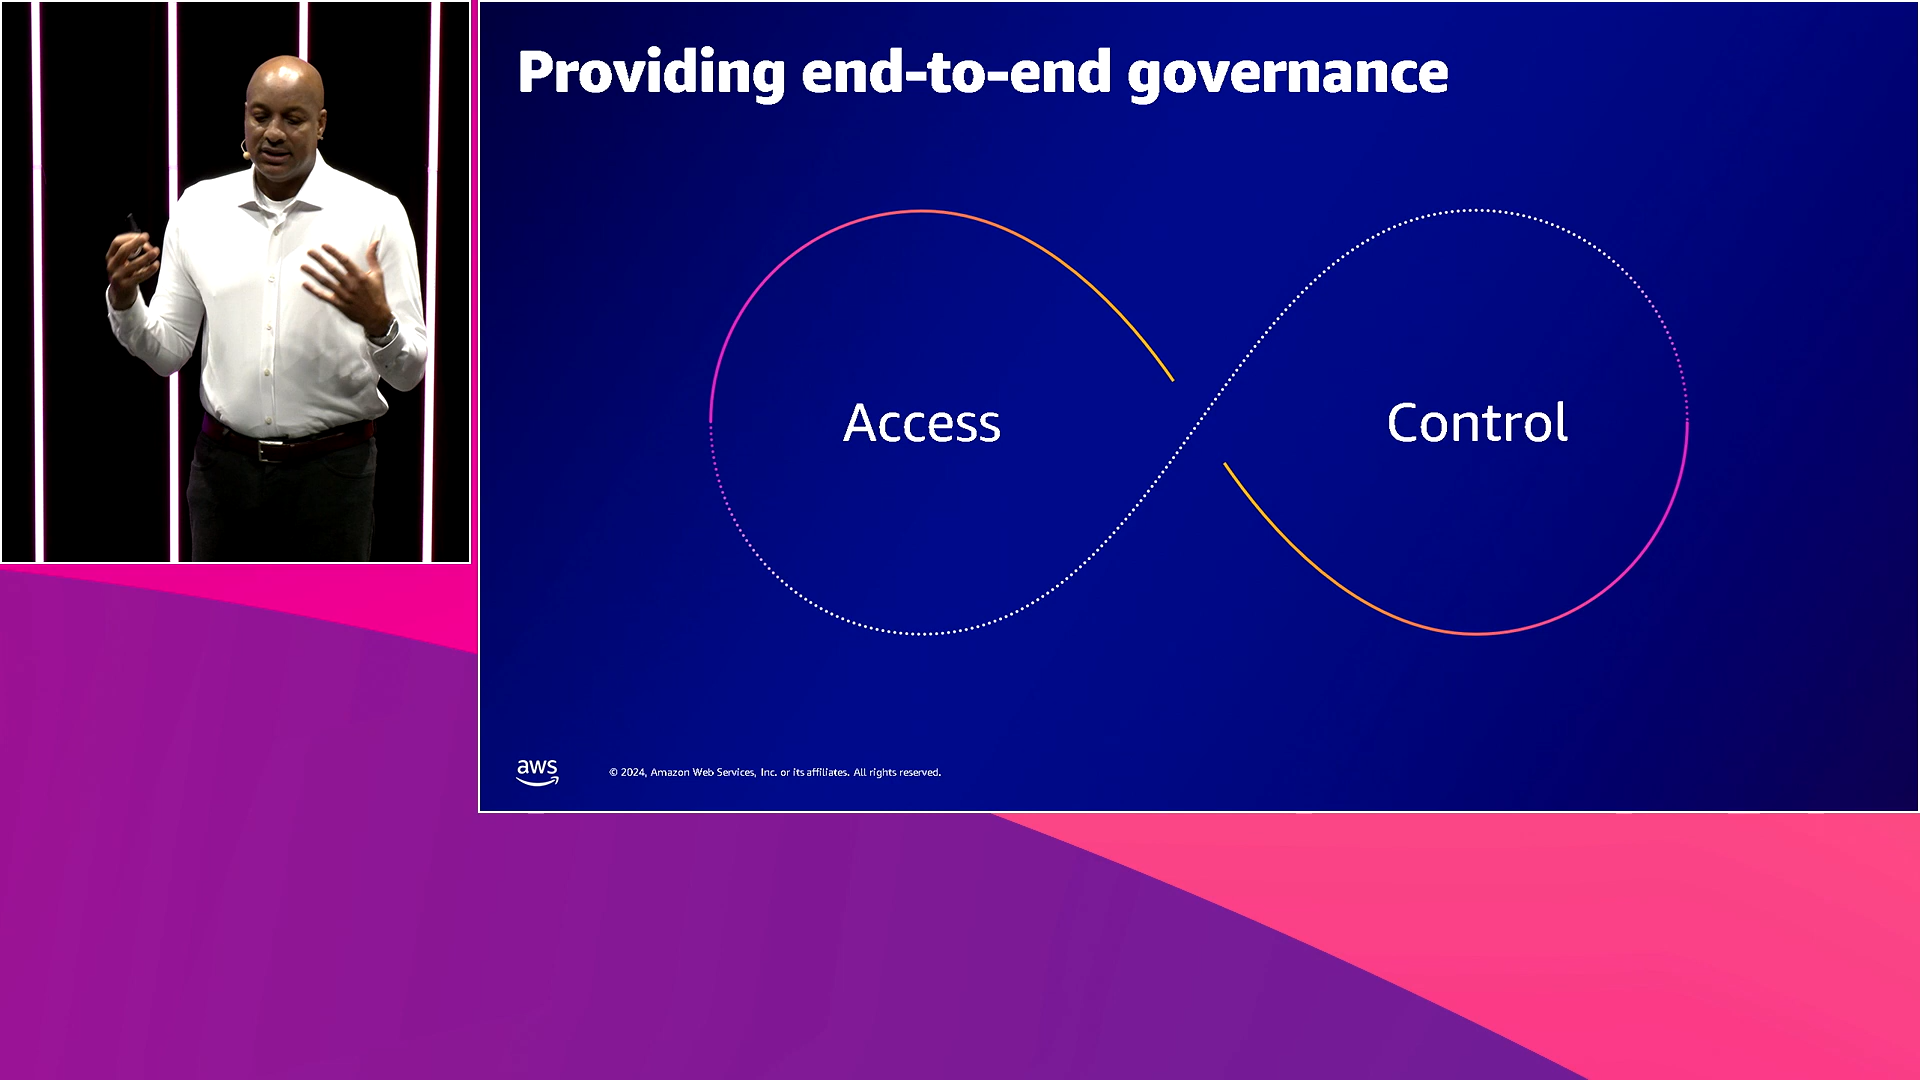 Providing end-to-end governance
Access
Control
aws
© 2024, Amazon Web Services, Inc. or its affiliates. All rights reserved.